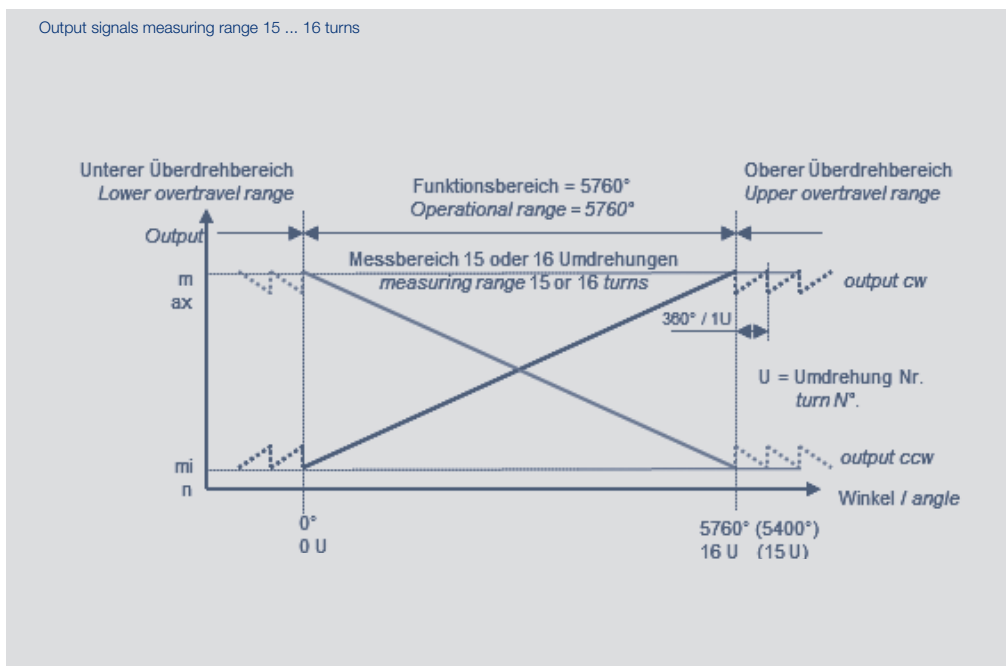 Output signals measuring range 15 ... 16 turns
Unterer Überdrehbereich
Lower overtravel range
Funktionsbereich = 5760°
Operational range = 5760°
Oberer Überdrehbereich
Upper overtravel range
Output
Messbereich 15 oder 16 Umdrehungen
measuring range 15 or 16 turns
m
ax
output cw
360° / 1U
U = Umdrehung Nr.
turn N°.
mi
n
output ccw
Winkel / angle
0°
0 U
5760° (5400°)
16 U (15 U)